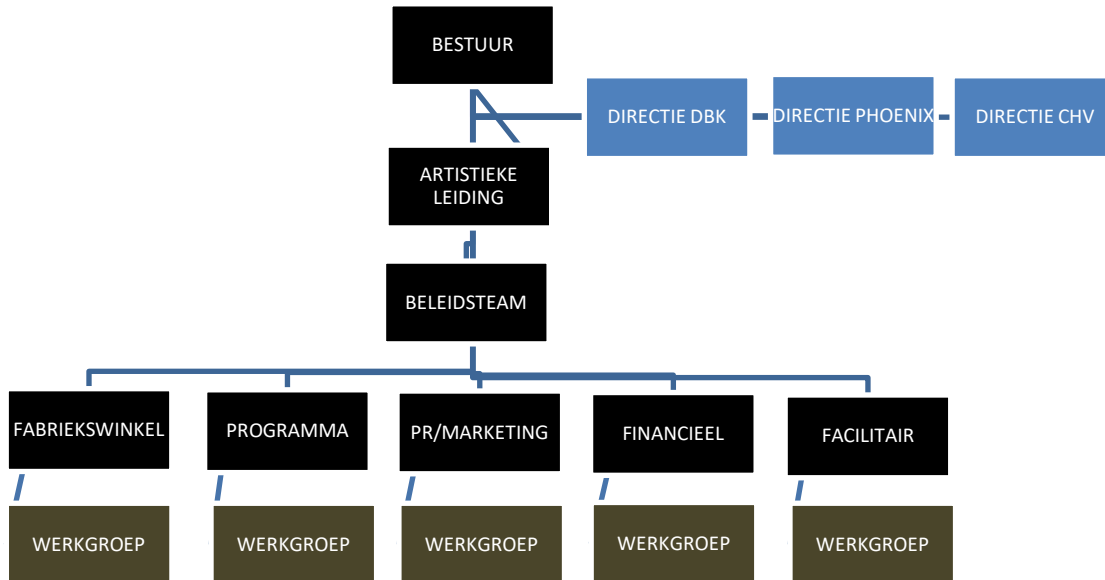 BESTUUR
DIRECTIE DBK
DIRECTIE PHOENIX
DIRECTIE CHV
ARTISTIEKE
LEIDING
BELEIDSTEAM
FABRIEKSWINKEL
PROGRAMMA
PR/MARKETING
FINANCIEEL
FACILITAIR
WERKGROEP
WERKGROEP
WERKGROEP
WERKGROEP
WERKGROEP